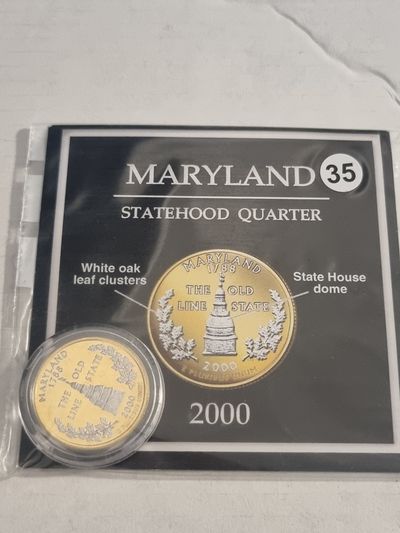 MARYLAND 35
STATEHOOD QUARTER
White oak
leaf clusters
State House
dome
MARYLAND
1788
THE OLD
LINE STATE
2000
E PLURIBUS UNUM
2000
MARYLAND
1788
THE OLD
LINE STATE
2000